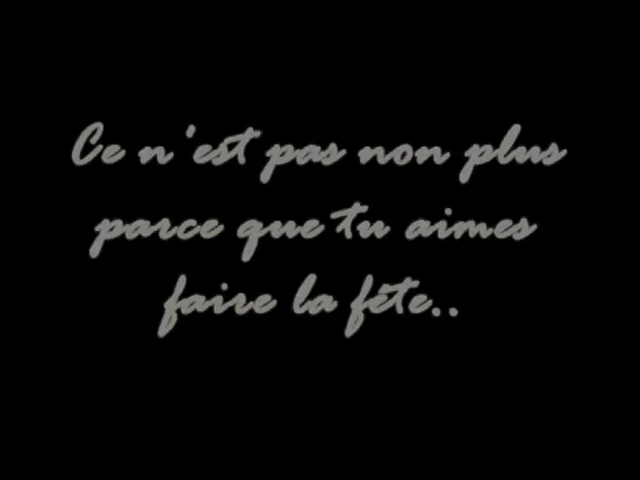 Ce n'est pas non plus
parce que tu aimes
faire la fête..